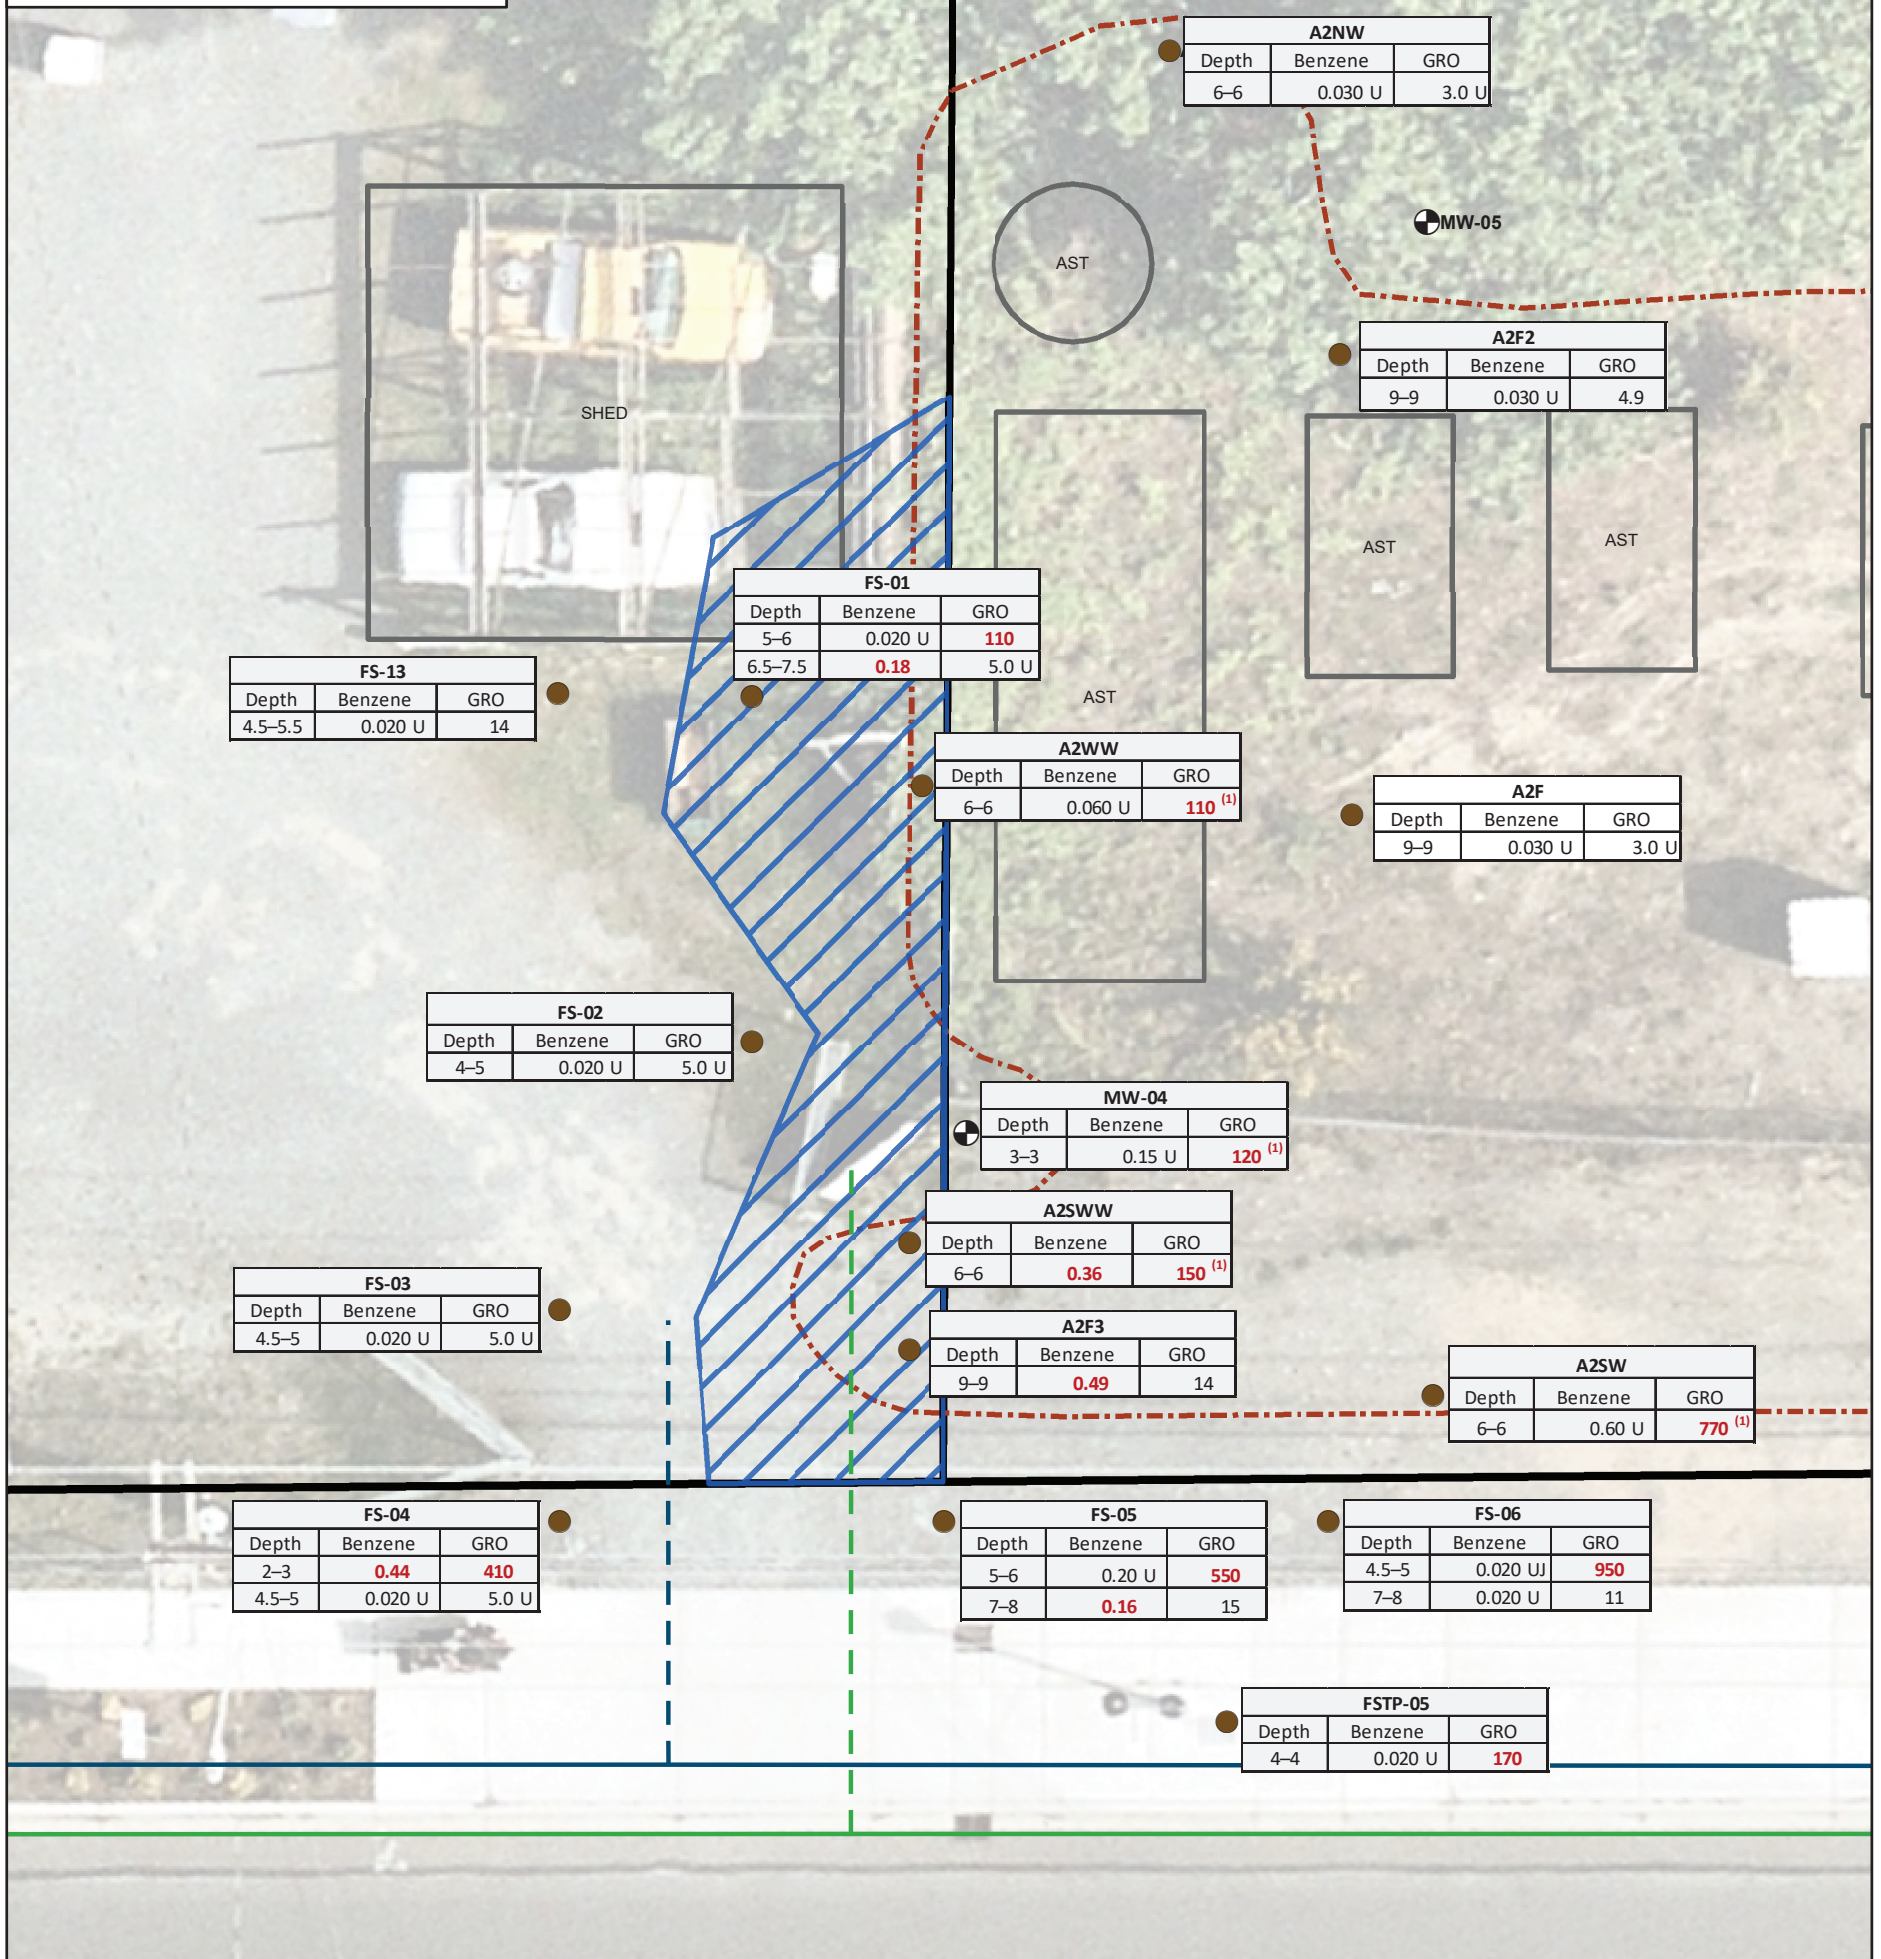 A2NW
Depth Benzene GRO
6–6 0.030 U 3.0 U
MW-05
AST
A2F2
Depth Benzene GRO
9–9 0.030 U 4.9
SHED
AST
AST
FS-01
Depth Benzene GRO
5–6 0.020 U 110
6.5–7.5 0.18 5.0 U
FS-13
Depth Benzene GRO
4.5–5.5 0.020 U 14
AST
A2WW
Depth Benzene GRO
6–6 0.060 U 110 (1)
A2F
Depth Benzene GRO
9–9 0.030 U 3.0 U
FS-02
Depth Benzene GRO
4–5 0.020 U 5.0 U
MW-04
Depth Benzene GRO
3–3 0.15 U 120 (1)
A2SWW
Depth Benzene GRO
6–6 0.36 150 (1)
FS-03
Depth Benzene GRO
4.5–5 0.020 U 5.0 U
A2F3
Depth Benzene GRO
9–9 0.49 14
A2SW
Depth Benzene GRO
6–6 0.60 U 770 (1)
FS-04
Depth Benzene GRO
2–3 0.44 410
4.5–5 0.020 U 5.0 U
FS-05
Depth Benzene GRO
5–6 0.20 U 550
7–8 0.16 15
FS-06
Depth Benzene GRO
4.5–5 0.020 UJ 950
7–8 0.020 U 11
FSTP-05
Depth Benzene GRO
4–4 0.020 U 170